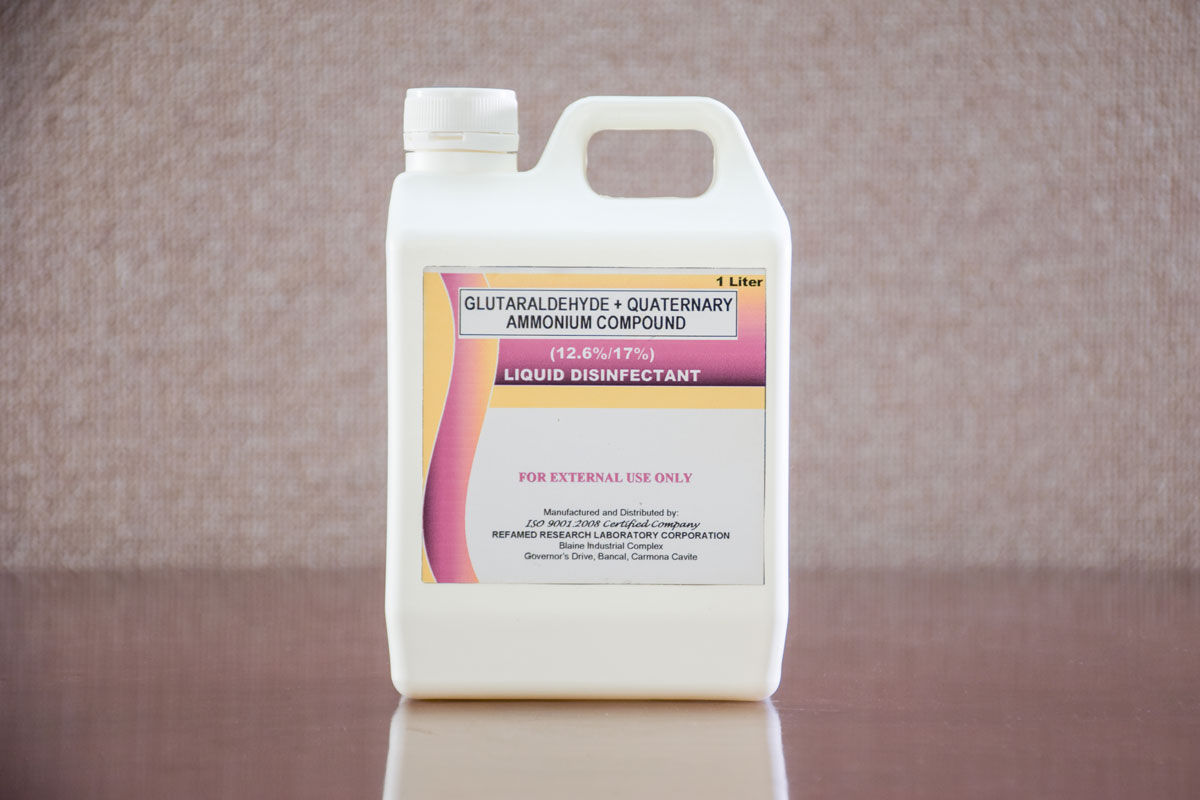 1 Liter
GLUTARALDEHYDE + QUATERNARY
AMMONIUM COMPOUND
(12.6%/17%)
LIQUID DISINFECTANT
FOR EXTERNAL USE ONLY
Manufactured and Distributed by:
ISO 9001:2008 Certified Company
REFAMED RESEARCH LABORATORY CORPORATION
Blaine Industrial Complex
Governor's Drive, Bancal, Carmona Cavite